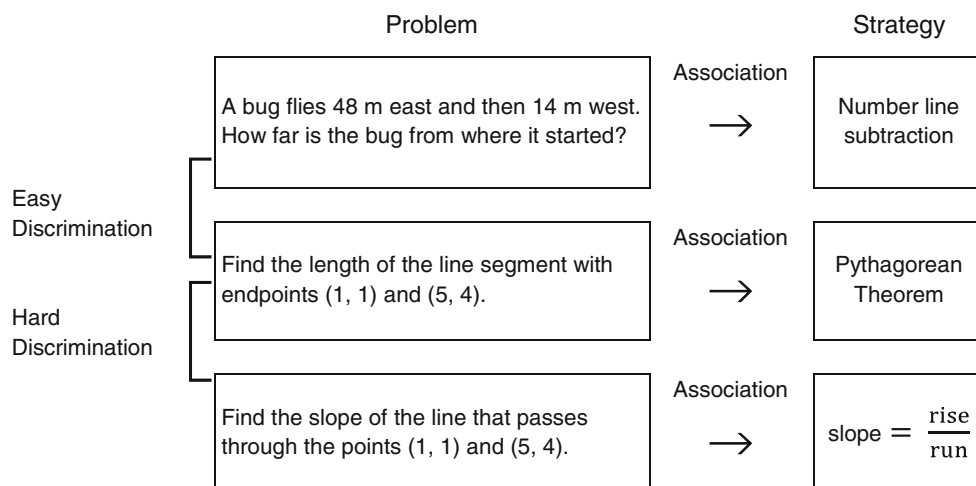 Problem
Strategy
A bug flies 48 m east and then 14 m west.
How far is the bug from where it started?
Association
→
Number line
subtraction
Easy
Discrimination
Find the length of the line segment with
endpoints (1, 1) and (5, 4).
Association
→
Pythagorean
Theorem
Hard
Discrimination
Find the slope of the line that passes
through the points (1, 1) and (5, 4).
Association
→
slope = rise
run